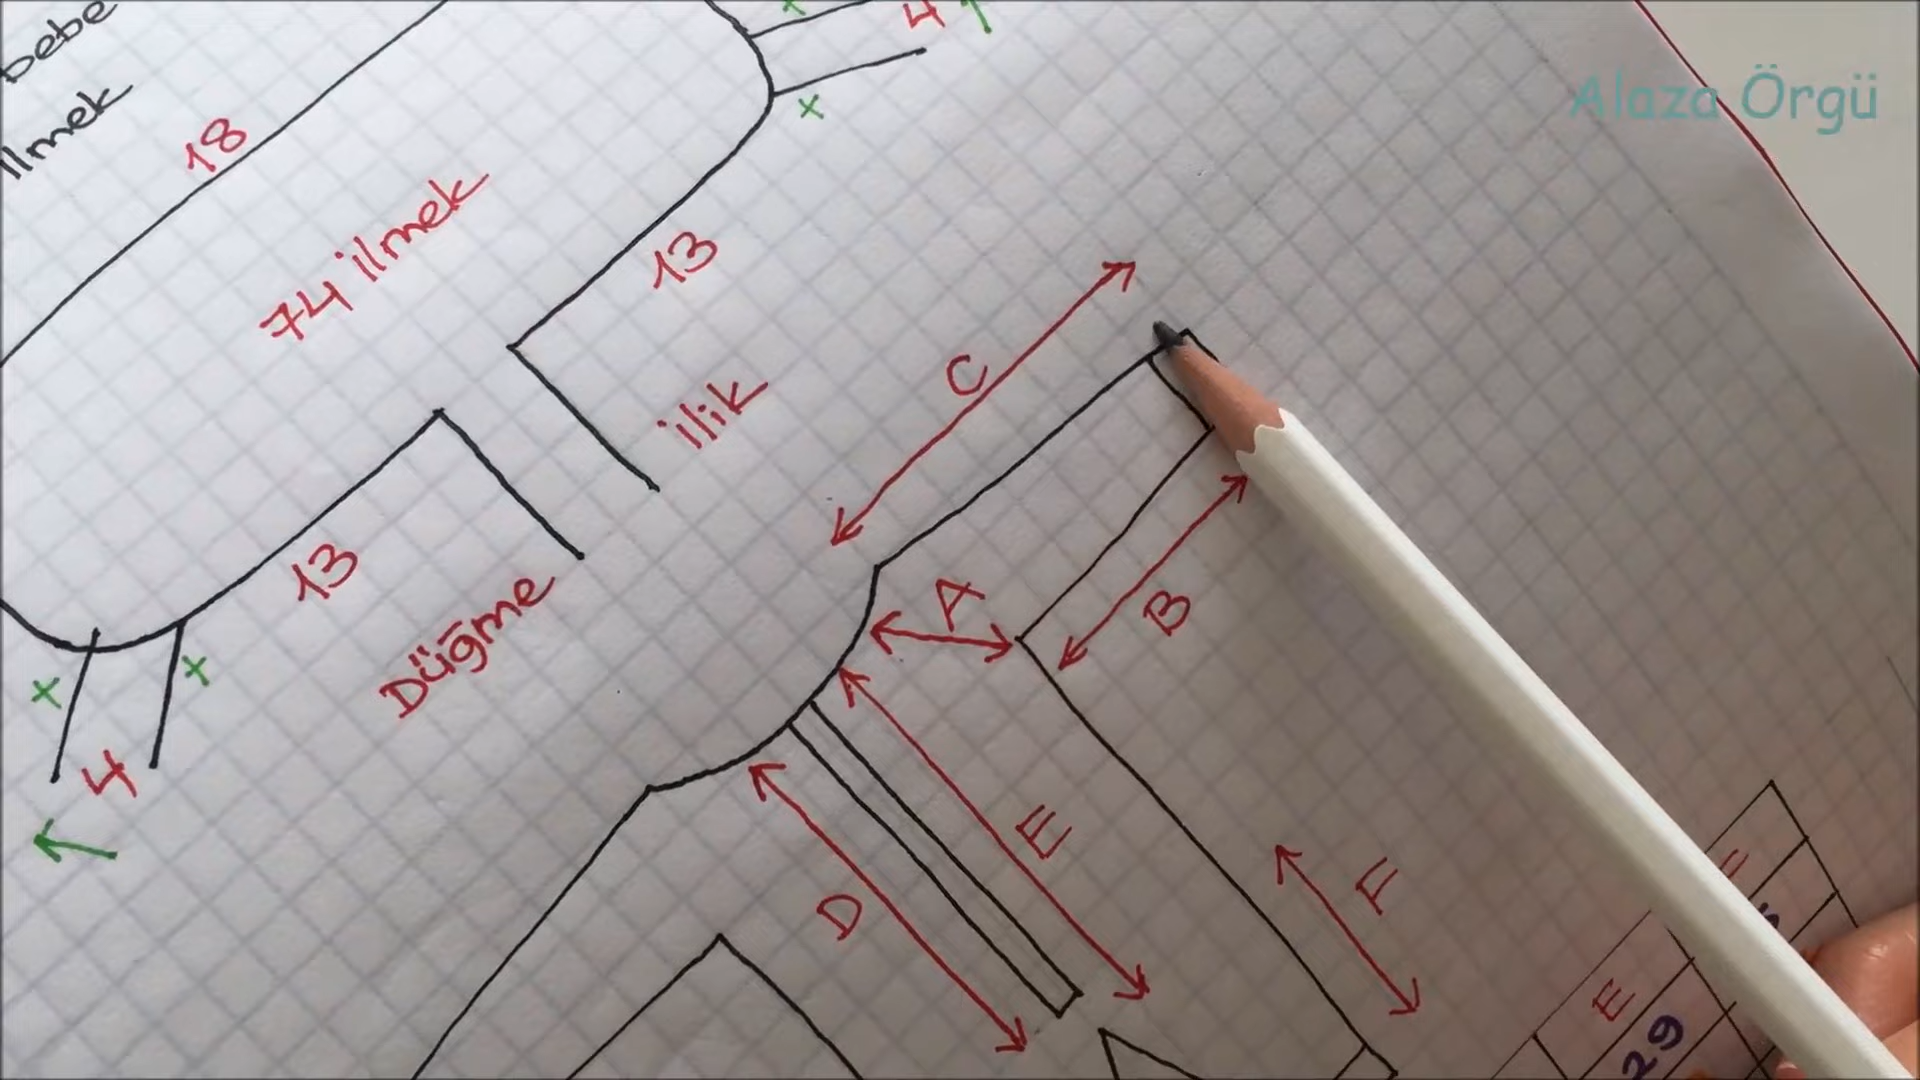 bebe
ilmek
18
74 ilmek
4
13
ilik
13
Düğme
4
C
A
B
E
D
F
E
29
Alaza Örgü